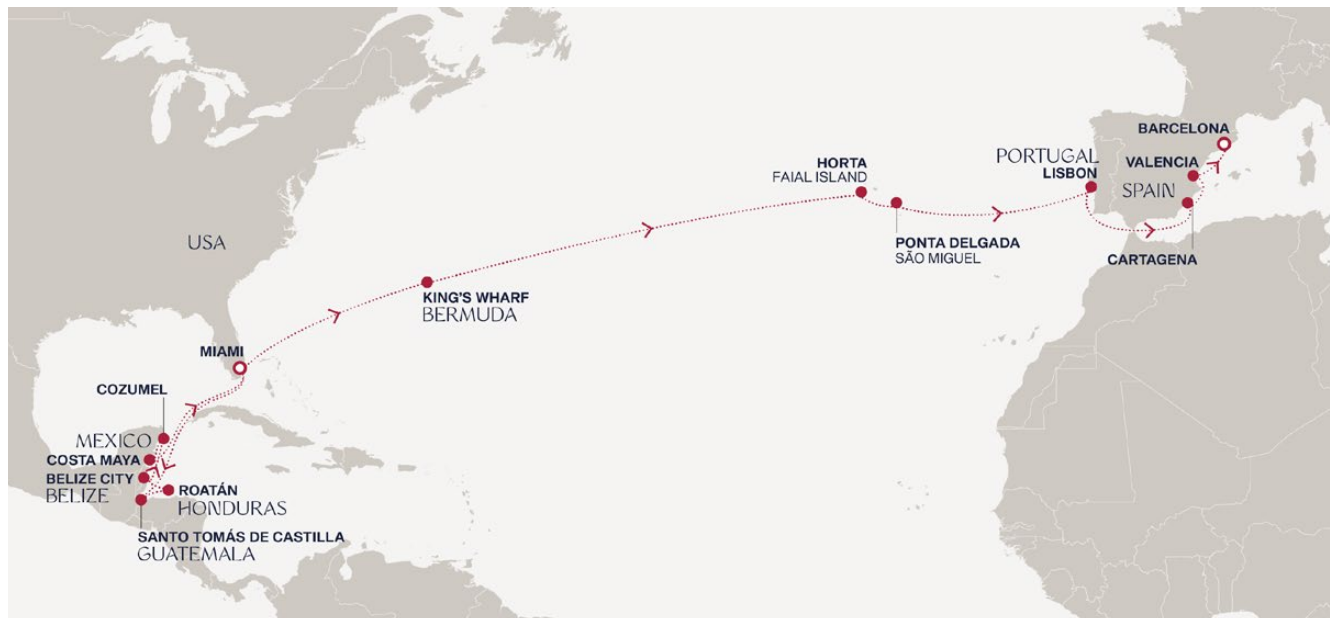 USA
MIAMI
COZUMEL
MEXICO
COSTA MAYA
BELIZE CITY
BELIZE
ROATÁN
HONDURAS
SANTO TOMÁS DE CASTILLA
GUATEMALA
KING'S WHARF
BERMUDA
HORTA
FAIAL ISLAND
PONTA DELGADA
SÃO MIGUEL
PORTUGAL
LISBON
BARCELONA
VALENCIA
SPAIN
CARTAGENA